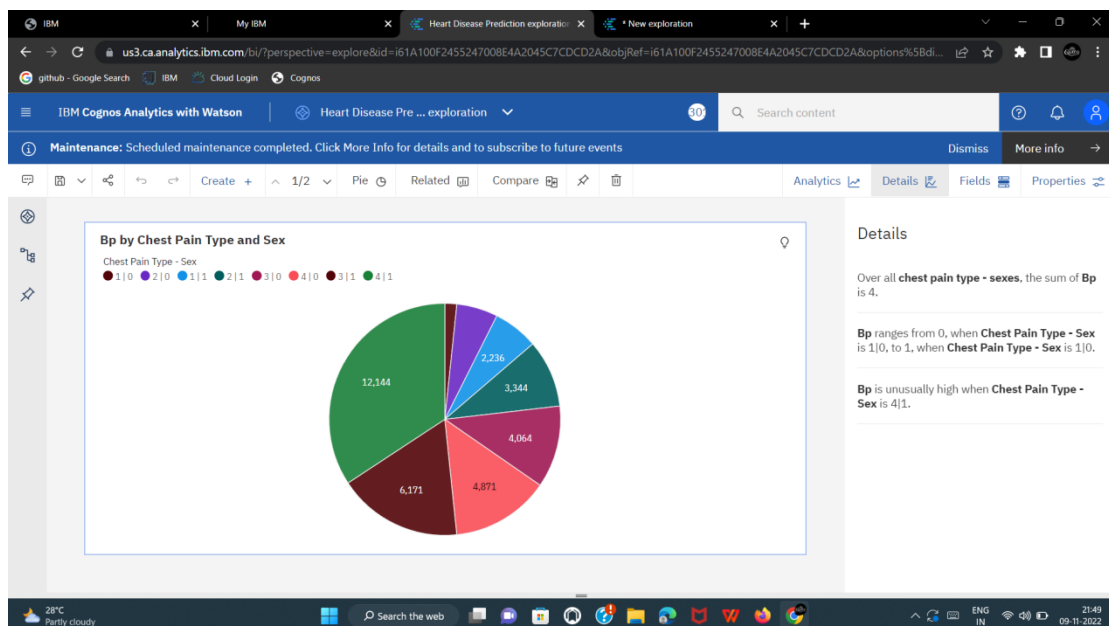 IBM
My IBM
Heart Disease Prediction exploration
* New exploration
us3.ca.analytics.ibm.com/bi/?perspective=explore&id=i61A100F2455247008E4A2045C7CDCD2A&objRef=i61A100F2455247008E4A2045C7CDCD2A&options%5Bdi...
github - Google Search
IBM
Cloud Login
Cognos
IBM Cognos Analytics with Watson
Heart Disease Pre ... exploration
30
Search content
Maintenance: Scheduled maintenance completed. Click More Info for details and to subscribe to future events
Dismiss
More info
Create +
1/2
Pie
Related
Compare
Analytics
Details
Fields
Properties
Bp by Chest Pain Type and Sex
Chest Pain Type - Sex
1|0 2|0 1|1 2|1 3|0 4|0 3|1 4|1
12,144
2,236
3,344
4,064
4,871
6,171
Details
Over all chest pain type - sexes, the sum of Bp
is 4.
Bp ranges from 0, when Chest Pain Type - Sex
is 1|0, to 1, when Chest Pain Type - Sex is 1|0.
Bp is unusually high when Chest Pain Type -
Sex is 4|1.
28°C
Partly cloudy
Search the web
ENG
IN
21:49
09-11-2022